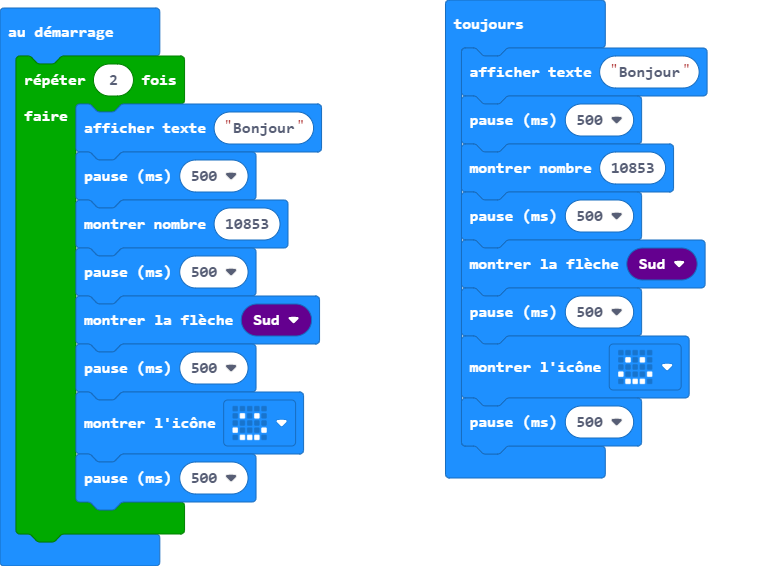 au démarrage
répéter 2 fois
faire
afficher texte "Bonjour"
pause (ms) 500
montrer nombre 10853
pause (ms) 500
montrer la flèche Sud
pause (ms) 500
montrer l'icône
pause (ms) 500
toujours
afficher texte "Bonjour"
pause (ms) 500
montrer nombre 10853
pause (ms) 500
montrer la flèche Sud
pause (ms) 500
montrer l'icône
pause (ms) 500